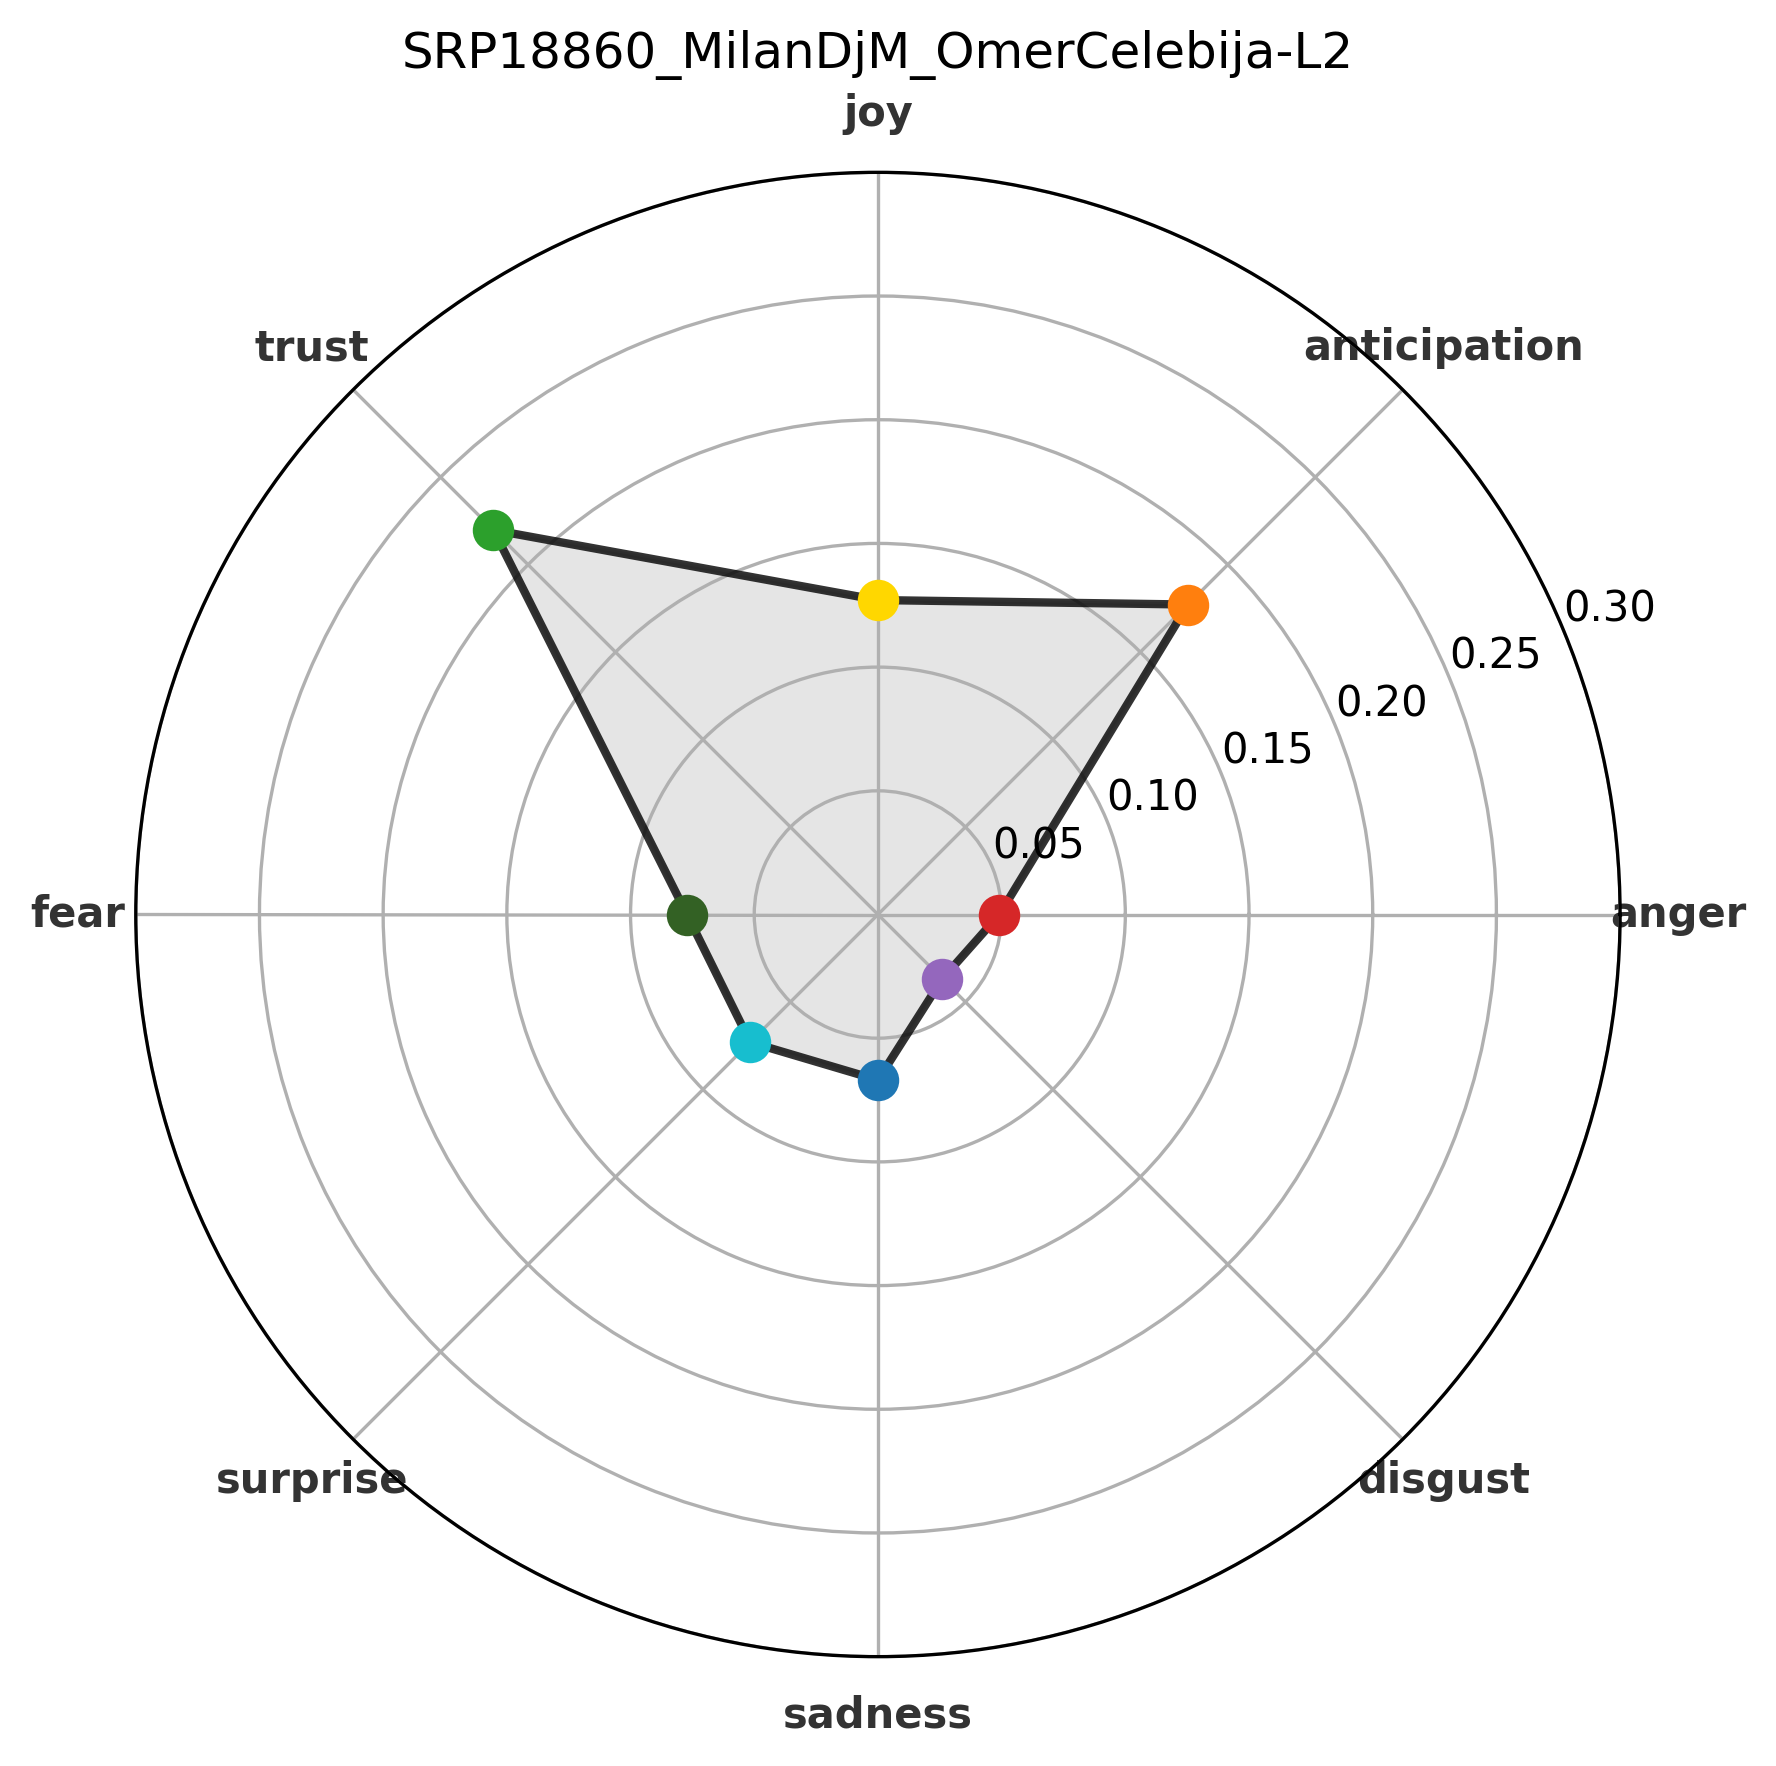 SRP18860_MilanDjM_OmerCelebija-L2
joy
trust
anticipation
0.30
0.25
0.20
0.15
0.10
0.05
fear
anger
surprise
disgust
sadness